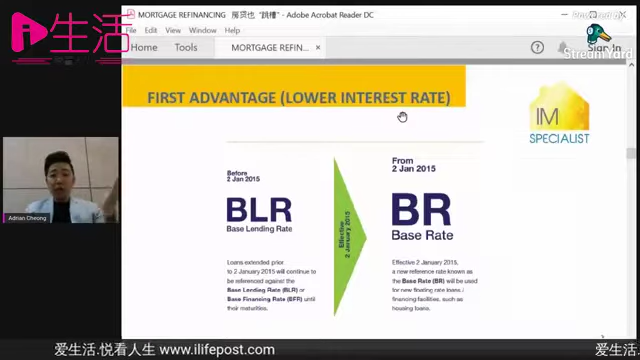 MORTGAGE REFINANCING 房贷也 "跳槽" - Adobe Acrobat Reader DC
生活
File Edit View Window Help
Home Tools MORTGAGE REFIN... × Sign In
StreamYard
FIRST ADVANTAGE (LOWER INTEREST RATE)
IM
SPECIALIST
Before
2 Jan 2015
BLR
Base Lending Rate
Loans extended prior
to 2 January 2015 will continue to
be referenced against the
Base Lending Rate (BLR) or
Base Financing Rate (BFR) until
their maturities.
Effective
2 January 2015
From
2 Jan 2015
BR
Base Rate
Effective 2 January 2015,
a new reference rate known as
the Base Rate (BR) will be used
for new floating rate loans /
financing facilities, such as
housing loans.
Adrian Cheong
爱生活.悦看人生 www.ilifepost.com 爱生活